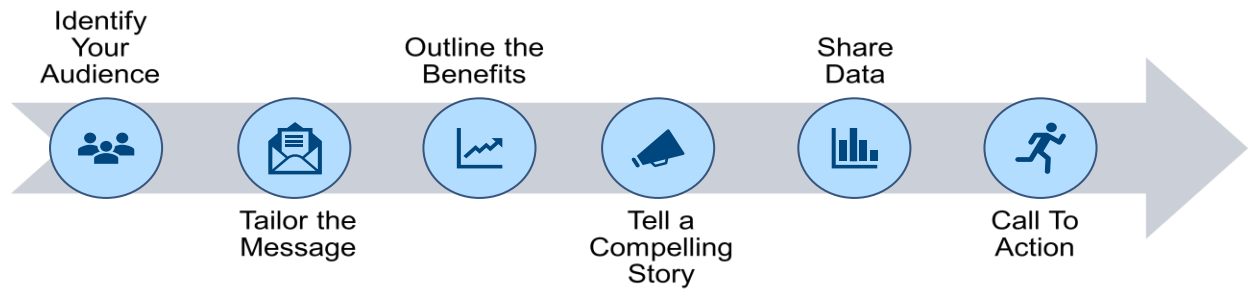 Identify
Your
Audience
Tailor the
Message
Outline the
Benefits
Tell a
Compelling
Story
Share
Data
Call To
Action